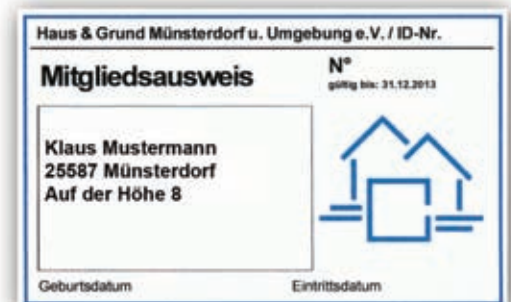 Haus & Grund Münsterdorf u. Umgebung e.V. / ID-Nr.
Mitgliedsausweis
N°
gültig bis: 31.12.2013
Klaus Mustermann
25587 Münsterdorf
Auf der Höhe 8
Geburtsdatum Eintrittsdatum